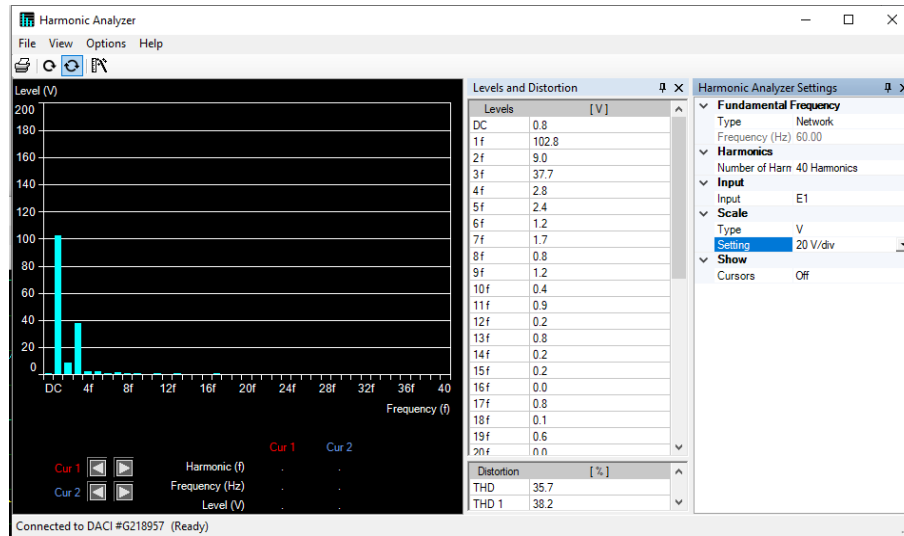 Harmonic Analyzer
File View Options Help
Level (V)
200
180
160
140
120
100
80
60
40
20
0
DC 4f 8f 12f 16f 20f 24f 28f 32f 36f 40
Frequency (f)
Cur 1 Cur 2
Cur 1 Harmonic (f) . .
Cur 2 Frequency (Hz) . .
Level (V) . .
Levels and Distortion
Levels [ V ]
DC 0.8
1f 102.8
2f 9.0
3f 37.7
4f 2.8
5f 2.4
6f 1.2
7f 1.7
8f 0.8
9f 1.2
10f 0.4
11f 0.9
12f 0.2
13f 0.8
14f 0.2
15f 0.2
16f 0.0
17f 0.8
18f 0.1
19f 0.6
20f 0.0
Distortion [ % ]
THD 35.7
THD 1 38.2
Harmonic Analyzer Settings
Fundamental Frequency
Type Network
Frequency (Hz) 60.00
Harmonics
Number of Harm 40 Harmonics
Input
Input E1
Scale
Type V
Setting 20 V/div
Show
Cursors Off
Connected to DACI #G218957 (Ready)